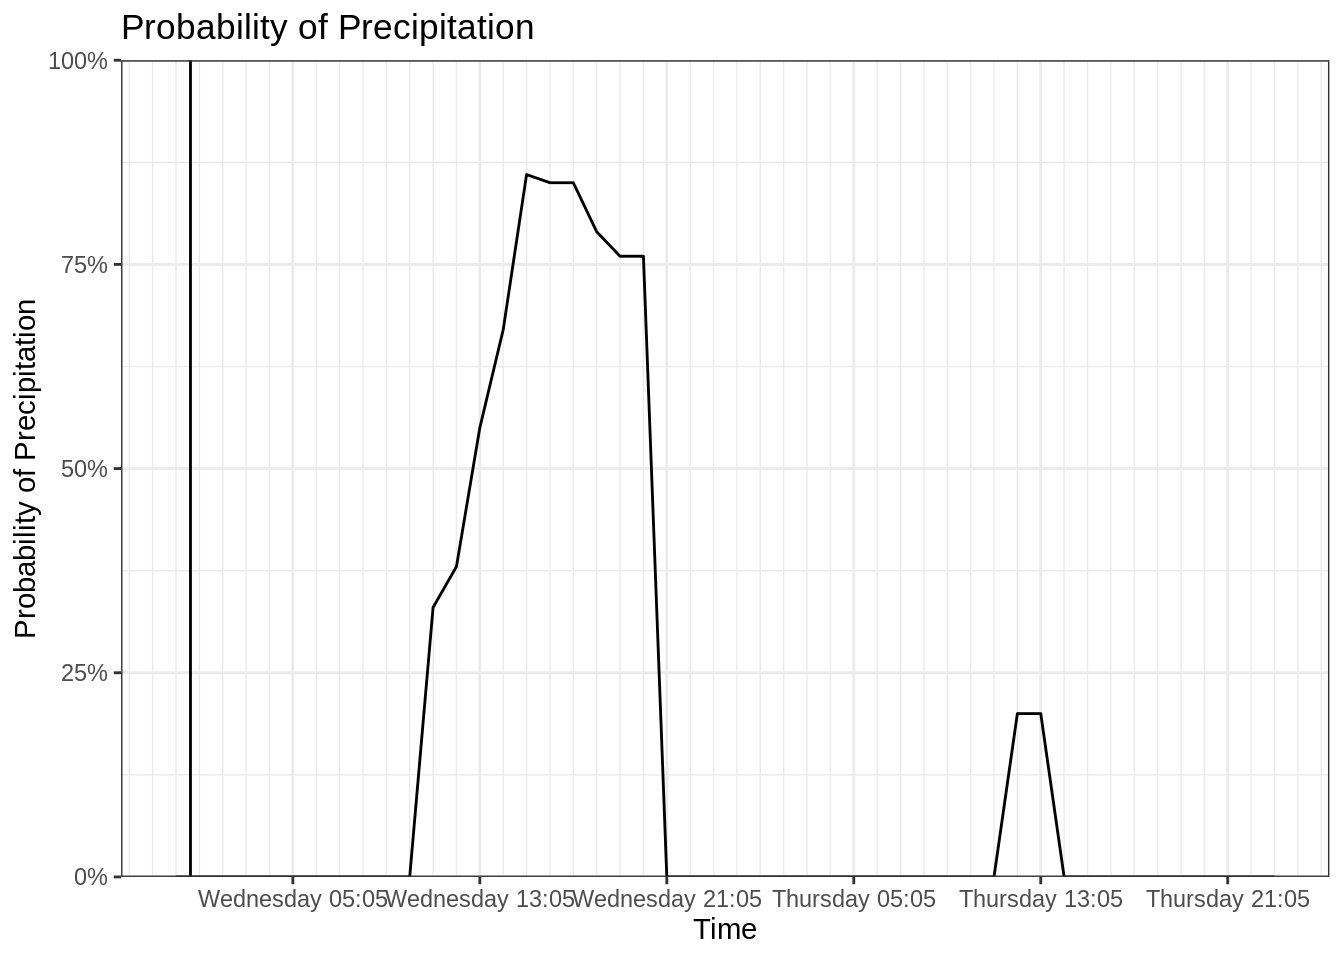 Probability of Precipitation
100%
75%
50%
25%
0%
Probability of Precipitation
Wednesday 05:05 Wednesday 13:05 Wednesday 21:05 Thursday 05:05 Thursday 13:05 Thursday 21:05
Time